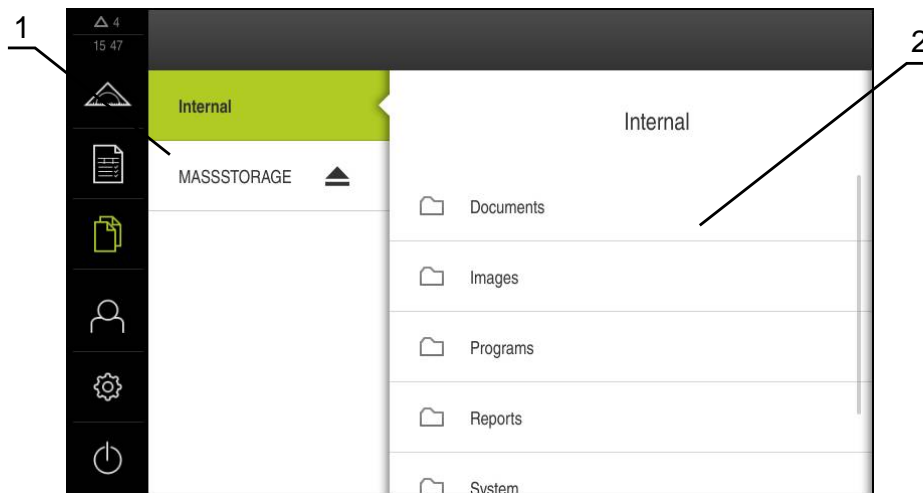 1
2
4
15 47
Internal
MASSSTORAGE
Internal
Documents
Images
Programs
Reports
System